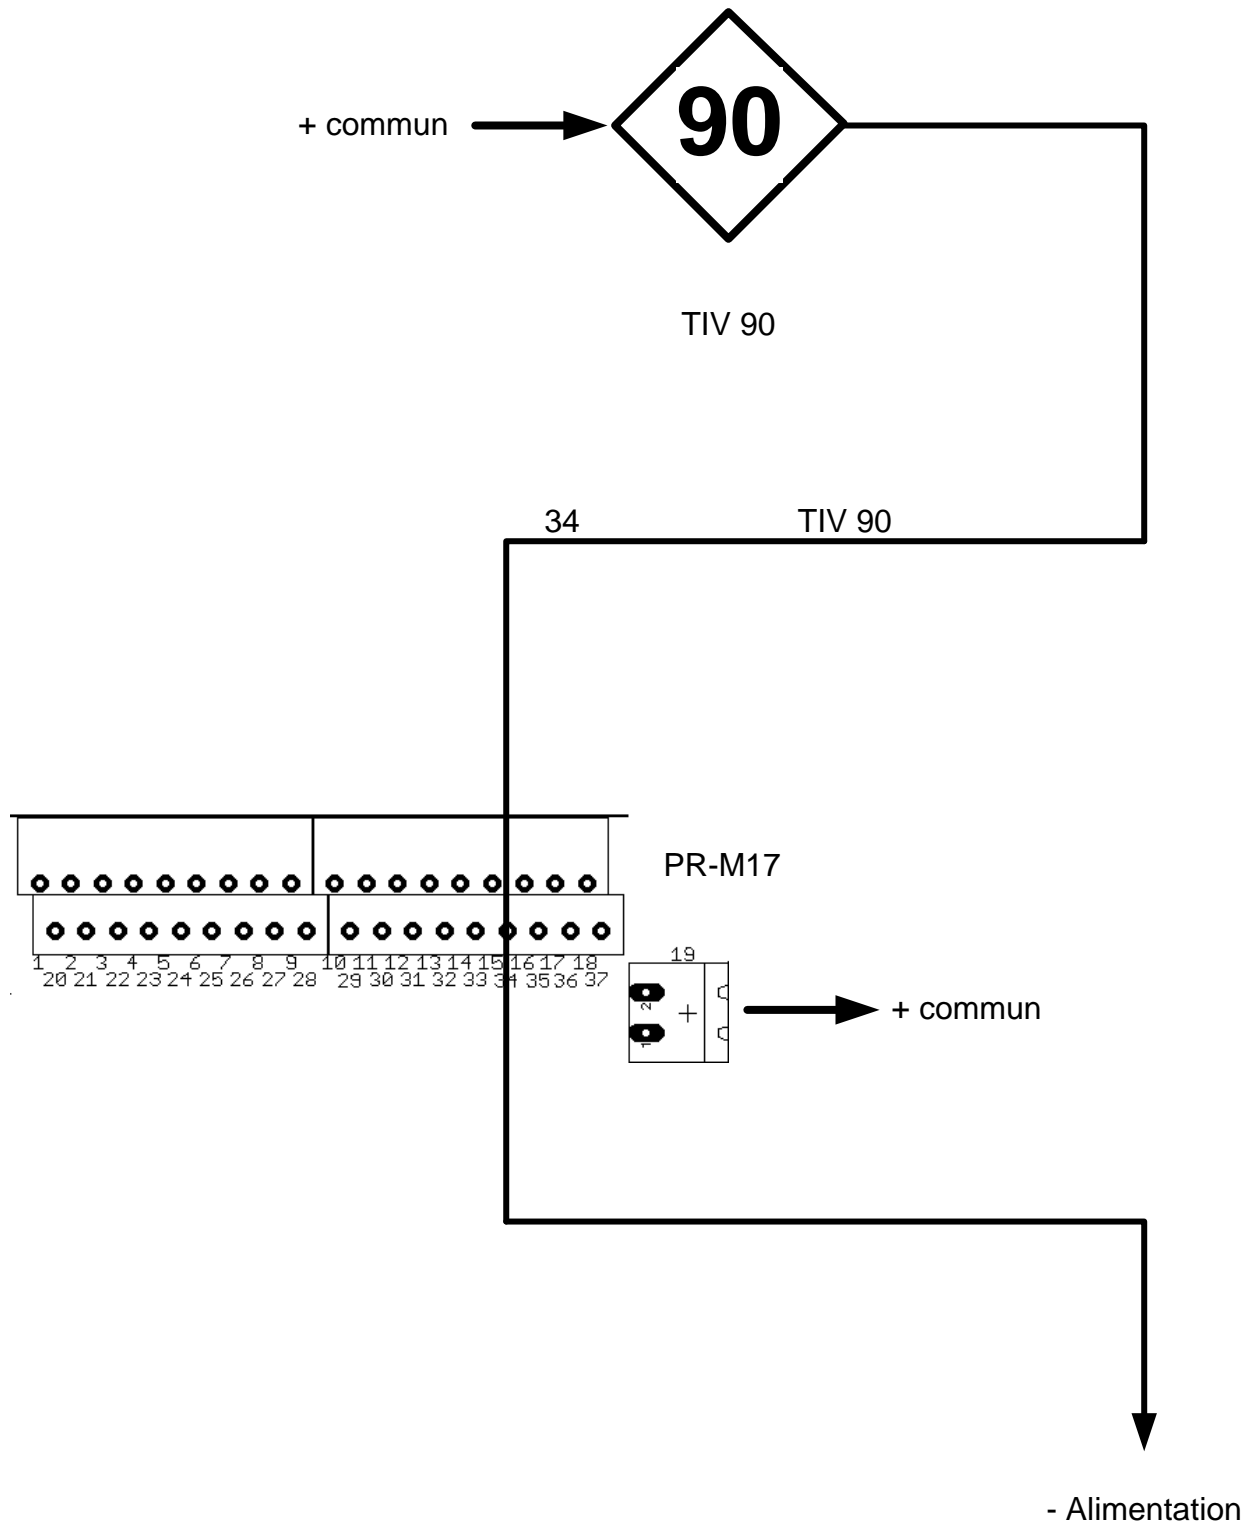 90
+ commun
TIV 90
34 TIV 90
PR-M17
1 2 3 4 5 6 7 8 9 10 11 12 13 14 15 16 17 18
20 21 22 23 24 25 26 27 28 29 30 31 32 33 34 35 36 37
19
2
+
1
+ commun
- Alimentation